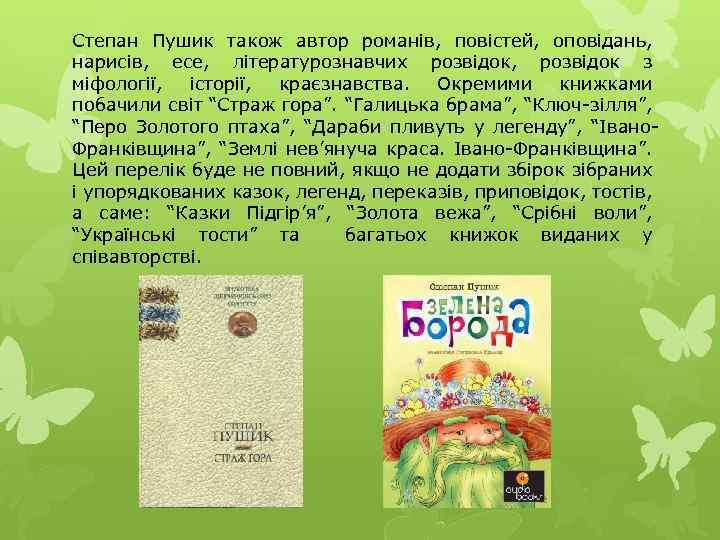 Степан Пушик також автор романів, повістей, оповідань,
нарисів, есе, літературознавчих розвідок, розвідок з
міфології, історії, краєзнавства. Окремими книжками
побачили світ “Страж гора”. “Галицька брама”, “Ключ-зілля”,
“Перо Золотого птаха”, “Дараби пливуть у легенду”, “Івано-
Франківщина”, “Землі нев’януча краса. Івано-Франківщина”.
Цей перелік буде не повний, якщо не додати збірок зібраних
і упорядкованих казок, легенд, переказів, приповідок, тостів,
а саме: “Казки Підгір’я”, “Золота вежа”, “Срібні воли”,
“Українські тости” та багатьох книжок виданих у
співавторстві.
СТЕПАН
ПУШИК
СТРАЖ ГОРА
Степан Пушик
ЗЕЛЕНА
Борода
audio
books